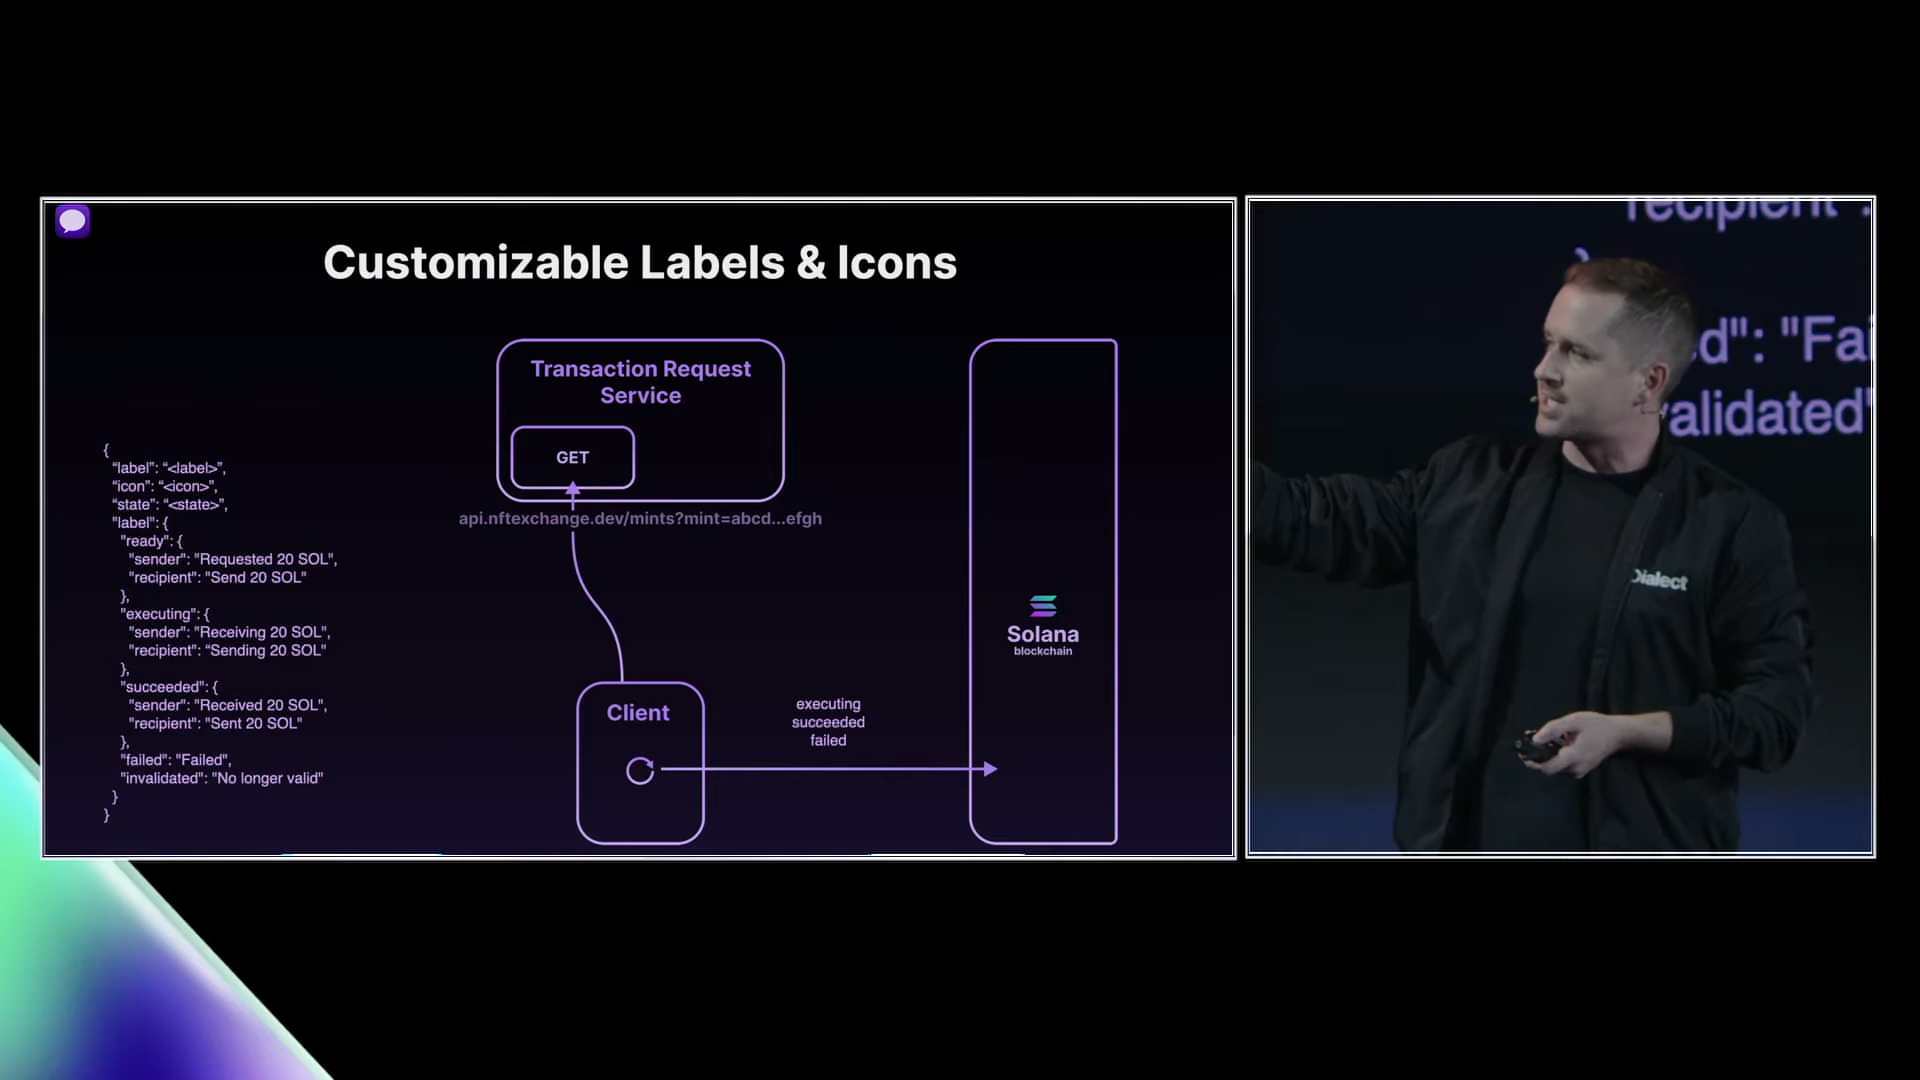 Customizable Labels & Icons
Transaction Request
Service
GET
api.nftexchange.dev/mints?mint=abcd...efgh
{
"label": “<label>”,
"icon": “<icon>”,
"state": “<state>”,
"label": {
"ready": {
"sender": "Requested 20 SOL",
"recipient": "Send 20 SOL"
},
"executing": {
"sender": "Receiving 20 SOL",
"recipient": "Sending 20 SOL"
},
"succeeded": {
"sender": "Received 20 SOL",
"recipient": "Sent 20 SOL"
},
"failed": "Failed",
"invalidated": "No longer valid"
}
}
Client
executing
succeeded
failed
Solana
blockchain
recipient".
},
d": "Fai
validated"
Dialect